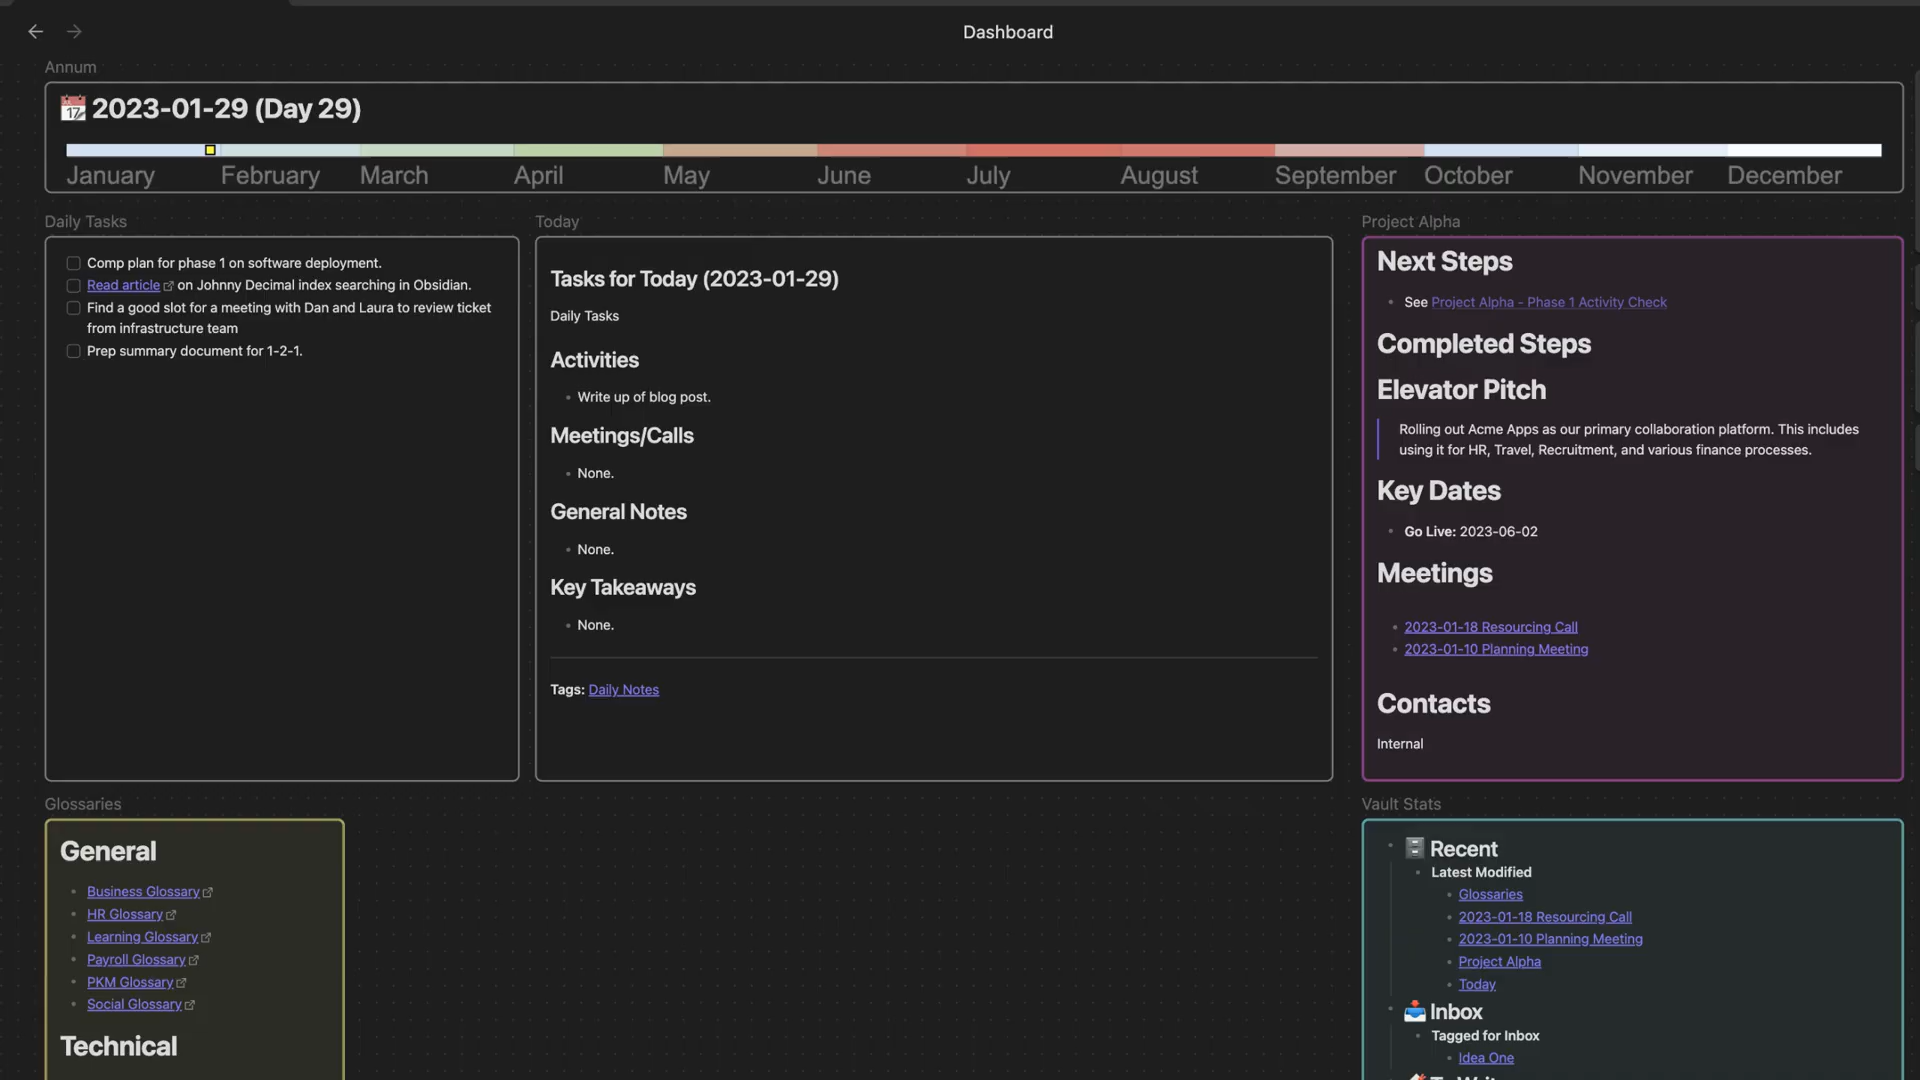 Dashboard
Annum
2023-01-29 (Day 29)
January February March April May June July August September October November December
Daily Tasks
Comp plan for phase 1 on software deployment.
Read article on Johnny Decimal index searching in Obsidian.
Find a good slot for a meeting with Dan and Laura to review ticket
from infrastructure team
Prep summary document for 1-2-1.
Today
Tasks for Today (2023-01-29)
Daily Tasks
Activities
Write up of blog post.
Meetings/Calls
None.
General Notes
None.
Key Takeaways
None.
Tags: Daily Notes
Project Alpha
Next Steps
See Project Alpha - Phase 1 Activity Check
Completed Steps
Elevator Pitch
Rolling out Acme Apps as our primary collaboration platform. This includes
using it for HR, Travel, Recruitment, and various finance processes.
Key Dates
Go Live: 2023-06-02
Meetings
2023-01-18 Resourcing Call
2023-01-10 Planning Meeting
Contacts
Internal
Glossaries
General
Business Glossary
HR Glossary
Learning Glossary
Payroll Glossary
PKM Glossary
Social Glossary
Technical
Vault Stats
Recent
Latest Modified
Glossaries
2023-01-18 Resourcing Call
2023-01-10 Planning Meeting
Project Alpha
Today
Inbox
Tagged for Inbox
Idea One